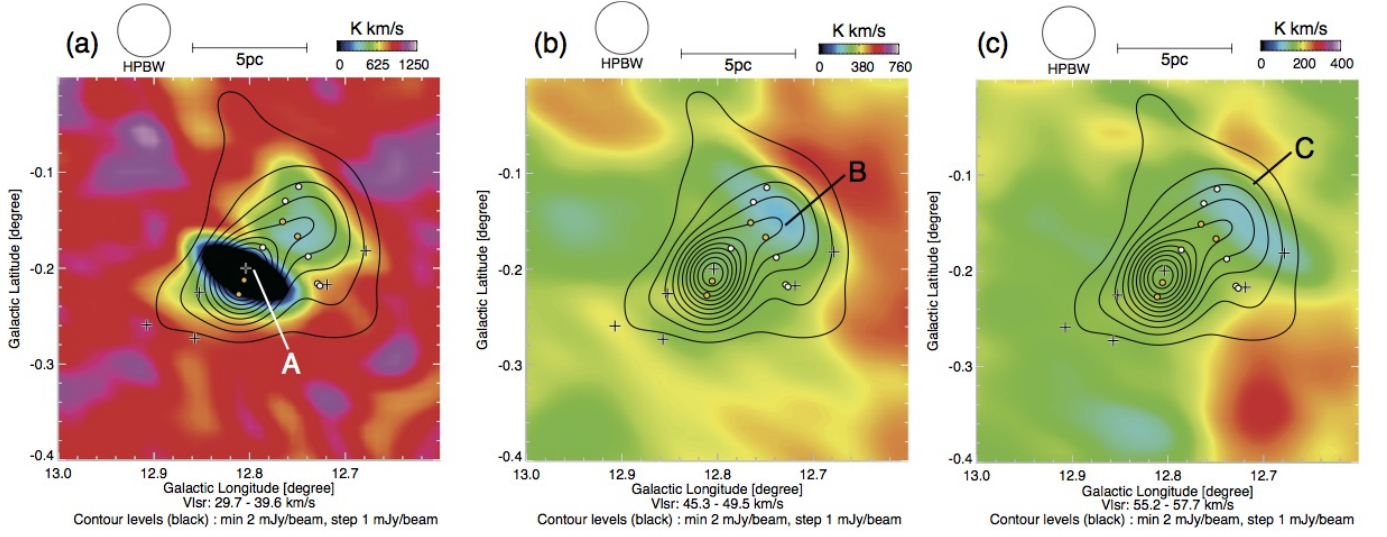 (a)
HPBW
5pc
K km/s
0 625 1250
-0.1
-0.2
-0.3
-0.4
A
13.0 12.9 12.8 12.7
Galactic Latitude [degree]
Galactic Longitude [degree]
Vlsr: 29.7 - 39.6 km/s
Contour levels (black) : min 2 mJy/beam, step 1 mJy/beam
(b)
HPBW
5pc
K km/s
0 380 760
-0.1
-0.2
-0.3
-0.4
B
13.0 12.9 12.8 12.7
Galactic Latitude [degree]
Galactic Longitude [degree]
Vlsr: 45.3 - 49.5 km/s
Contour levels (black) : min 2 mJy/beam, step 1 mJy/beam
(c)
HPBW
5pc
K km/s
0 200 400
-0.1
-0.2
-0.3
-0.4
C
13.0 12.9 12.8 12.7
Galactic Latitude [degree]
Galactic Longitude [degree]
Vlsr: 55.2 - 57.7 km/s
Contour levels (black) : min 2 mJy/beam, step 1 mJy/beam